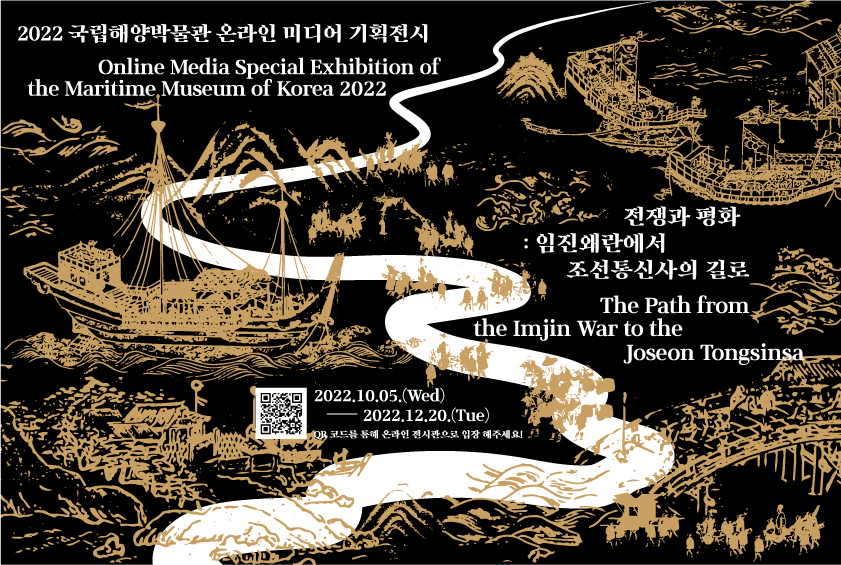 2022 국립해양박물관 온라인 미디어 기획전시
Online Media Special Exhibition of
the Maritime Museum of Korea 2022
전쟁과 평화
: 임진왜란에서
조선통신사의 길로
The Path from
the Imjin War to the
Joseon Tongsinsa
2022.10.05.(Wed)
— 2022.12.20.(Tue)
QR 코드를 통해 온라인 전시관으로 입장 해주세요!